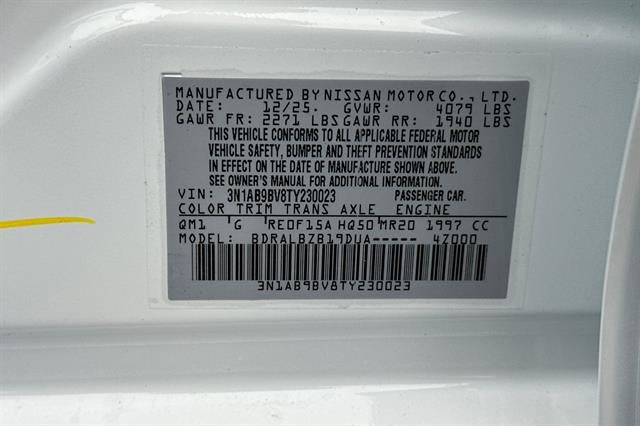 MANUFACTURED BY NISSAN MOTOR CO., LTD.
DATE: 12/25. GVWR: 4079 LBS
GAWR FR: 2271 LBS GAWR RR: 1940 LBS
THIS VEHICLE CONFORMS TO ALL APPLICABLE FEDERAL MOTOR
VEHICLE SAFETY, BUMPER AND THEFT PREVENTION STANDARDS
IN EFFECT ON THE DATE OF MANUFACTURE SHOWN ABOVE.
SEE OWNER'S MANUAL FOR ADDITIONAL INFORMATION.
VIN: 3N1AB9BV8TY230023 PASSENGER CAR.
COLOR TRIM TRANS AXLE ENGINE
QM1 G RE0F15A HQ50 MR20 1997 CC
MODEL: BDRALBZB19DUA----- 4Z000
3N1AB9BV8TY230023